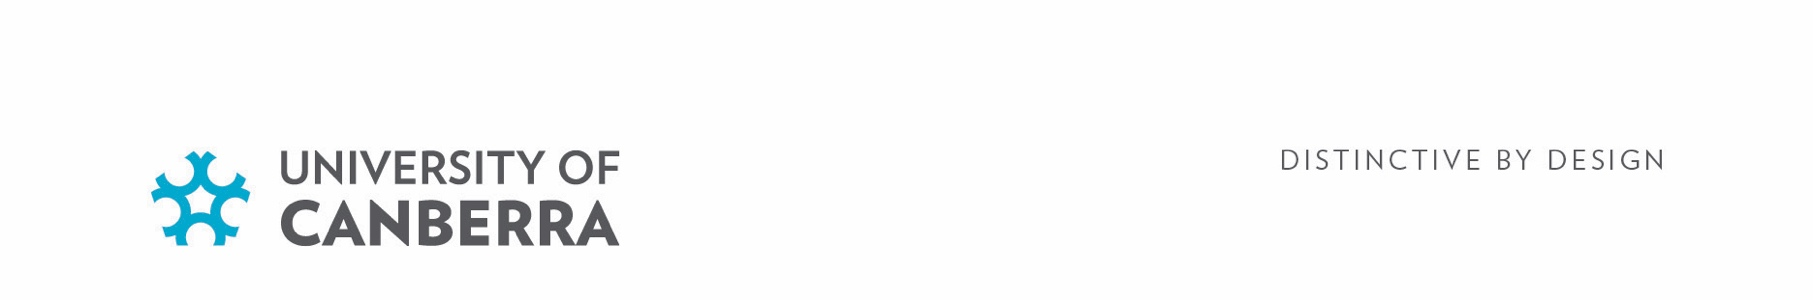 UNIVERSITY OF
CANBERRA
DISTINCTIVE BY DESIGN